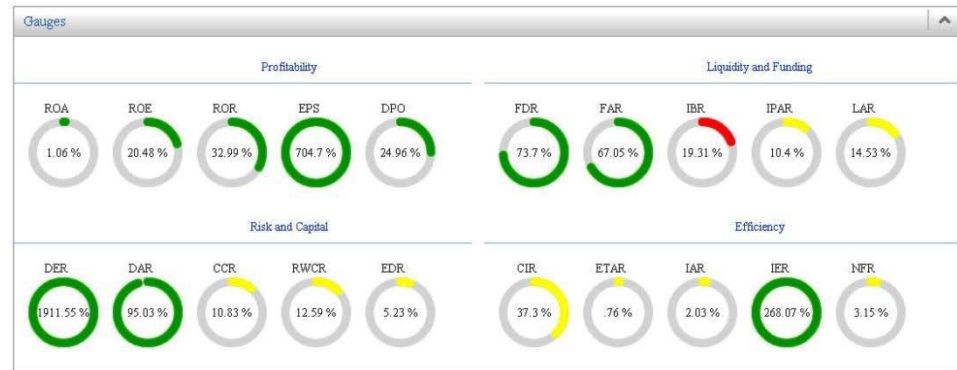 Gauges
Profitability
Liquidity and Funding
ROA ROE ROR EPS DPO
FDR FAR IBR IPAR LAR
1.06 % 20.48 % 32.99 % 704.7 % 24.96 %
73.7 % 67.05 % 19.31 % 10.4 % 14.53 %
Risk and Capital
Efficiency
DER DAR CCR RWCR EDR
CIR ETAR IAR IER NFR
1911.55 % 95.03 % 10.83 % 12.59 % 5.23 %
37.3 % .76 % 2.03 % 268.07 % 3.15 %